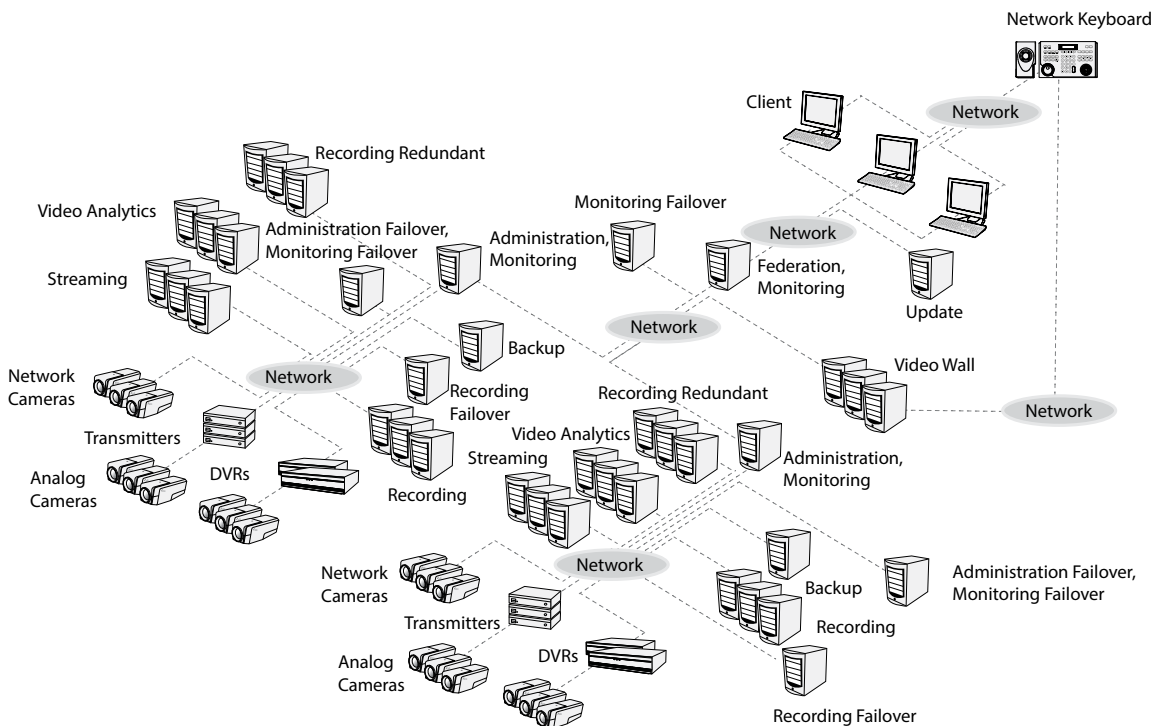 Network Keyboard
Client
Network
Recording Redundant
Video Analytics
Administration Failover,
Monitoring Failover
Administration,
Monitoring
Monitoring Failover
Network
Federation,
Monitoring
Streaming
Update
Network
Backup
Network
Video Wall
Network
Cameras
Recording
Failover
Recording Redundant
Network
Transmitters
Video Analytics
Analog
Cameras
DVRs
Streaming
Administration,
Monitoring
Recording
Network
Network
Cameras
Backup
Administration Failover,
Monitoring Failover
Transmitters
Recording
Analog
Cameras
DVRs
Recording Failover